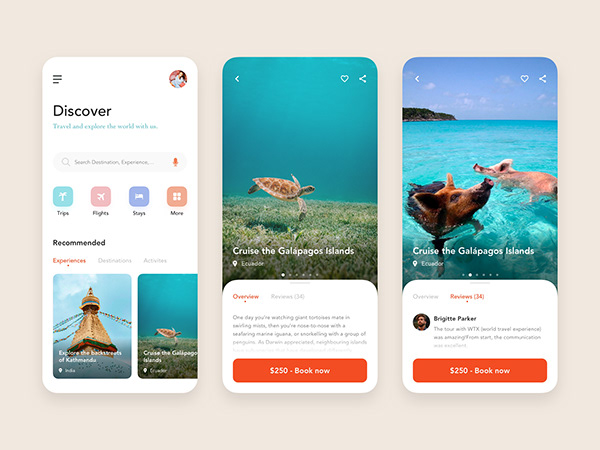 Discover
Travel and explore the world with us.
Search Destination, Experience, ...
Trips
Flights
Stays
More
Recommended
Experiences
Destinations
Activites
Explore the backstreets
of Kathmandu
India
Cruise the Galápag
Islands
Ecuador
Cruise the Galápagos Islands
Ecuador
Overview
Reviews (34)
One day you're watching giant tortoises mate in
swirling mists, then you're nose-to-nose with a
seafaring marine iguana, or snorkelling with a group of
penguins. As Darwin appreciated, neighbouring islands
$250 - Book now
Cruise the Galápagos Islands
Ecuador
Overview
Reviews (34)
Brigitte Parker
The tour with WTX (world travel experience)
was amazing!From start, the communication
was excellent.
$250 - Book now